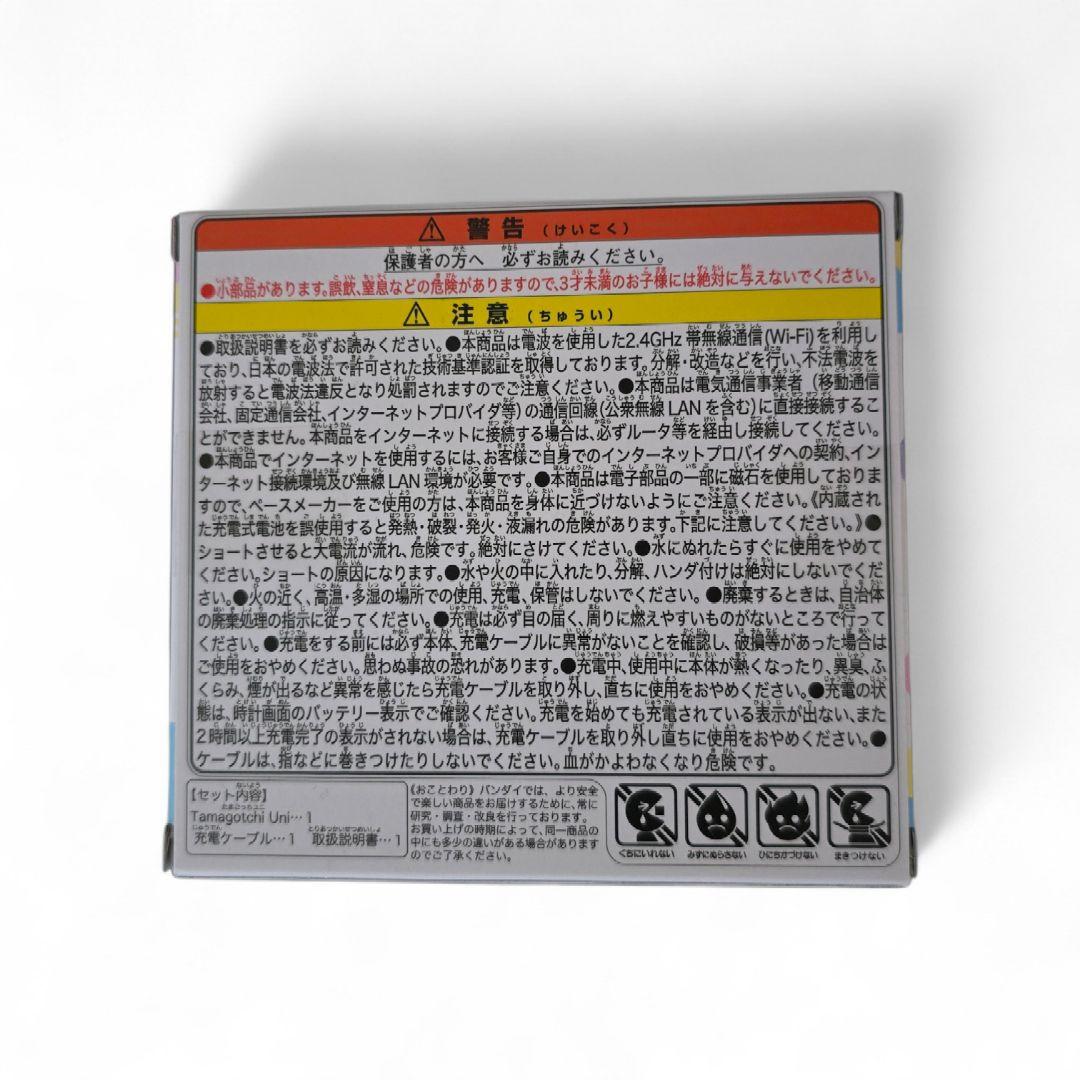 ⚠ 警告 (けいこく)
保護者の方へ 必ずお読みください。
●小部品があります。誤飲、窒息などの危険がありますので、3才未満のお子様には絶対に与えないでください。
⚠ 注意 (ちゅうい)
●取扱説明書を必ずお読みください。●本商品は電波を使用した2.4GHz帯無線通信(Wi-Fi)を利用し
ており、日本の電波法で許可された技術基準認証を取得しております。分解・改造などを行い、不法電波を
放射すると電波法違反となり処罰されますのでご注意ください。●本商品は電気通信事業者(移動通信
会社、固定通信会社、インターネットプロバイダ等)の通信回線(公衆無線LANを含む)に直接接続するこ
とができません。本商品をインターネットに接続する場合は、必ずルータ等を経由し接続してください。
●本商品でインターネットを使用するには、お客様ご自身でのインターネットプロバイダへの契約、イン
ターネット接続環境及び無線LAN環境が必要です。●本商品は電子部品の一部に磁石を使用しておりま
すので、ペースメーカーをご使用の方は、本商品を身体に近づけないようにご注意ください。《内蔵され
た充電式電池を誤使用すると発熱・破裂・発火・液漏れの危険があります。下記に注意してください。》●
ショートさせると大電流が流れ、危険です。絶対にさけてください。●水にぬれたらすぐに使用をやめて
ください。ショートの原因になります。●水や火の中に入れたり、分解、ハンダ付けは絶対にしないでくだ
さい。●火の近く、高温・多湿の場所での使用、充電、保管はしないでください。●廃棄するときは、自治体
の廃棄処理の指示に従ってください。●充電は必ず目の届く、周りに燃えやすいものがないところで行って
ください。●充電をする前には必ず本体、充電ケーブルに異常がないことを確認し、破損等があった場合は
ご使用をおやめください。思わぬ事故の恐れがあります。●充電中、使用中に本体が熱くなったり、異臭、ふ
くらみ、煙が出るなど異常を感じたら充電ケーブルを取り外し、直ちに使用をおやめください。●充電の状
態は、時計画面のバッテリー表示でご確認ください。充電を始めても充電されている表示が出ない、また
2時間以上充電完了の表示がされない場合は、充電ケーブルを取り外し直ちに使用をおやめください。●
ケーブルは、指などに巻きつけたりしないでください。血がかよわなくなり危険です。
【セット内容】
Tamagotchi Uni…1
充電ケーブル…1 取扱説明書…1
《おことわり》バンダイでは、より安全
で楽しい商品をお届けするために、常に
研究・調査・改良を行っております。
お買い上げの時期によって、同一商品の
中にも多少の違いがある場合があります
のでご了承ください。
くちにいれない みずにぬらさない ひにちかづけない まきつけない